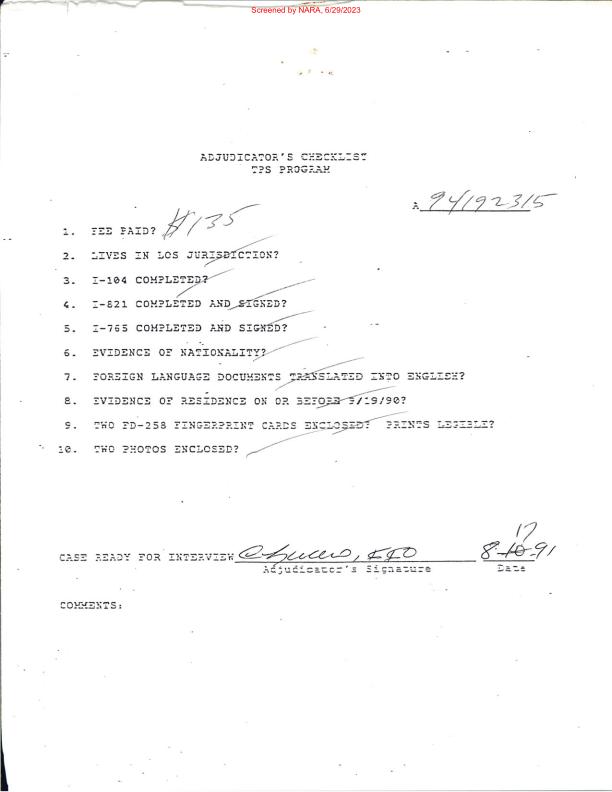 Screened by NARA, 6/29/2023
ADJUDICATOR'S CHECKLIST
TPS PROGRAM
A 94192315
1. FEE PAID? $135
2. LIVES IN LOS JURISDICTION?
3. I-104 COMPLETED?
4. I-821 COMPLETED AND SIGNED?
5. I-765 COMPLETED AND SIGNED?
6. EVIDENCE OF NATIONALITY?
7. FOREIGN LANGUAGE DOCUMENTS TRANSLATED INTO ENGLISH?
8. EVIDENCE OF RESIDENCE ON OR BEFORE 9/19/90?
9. TWO FD-258 FINGERPRINT CARDS ENCLOSED? PRINTS LEGIBLE?
10. TWO PHOTOS ENCLOSED?
17
CASE READY FOR INTERVIEW 8-10-91
Adjudicator's Signature Date
COMMENTS: